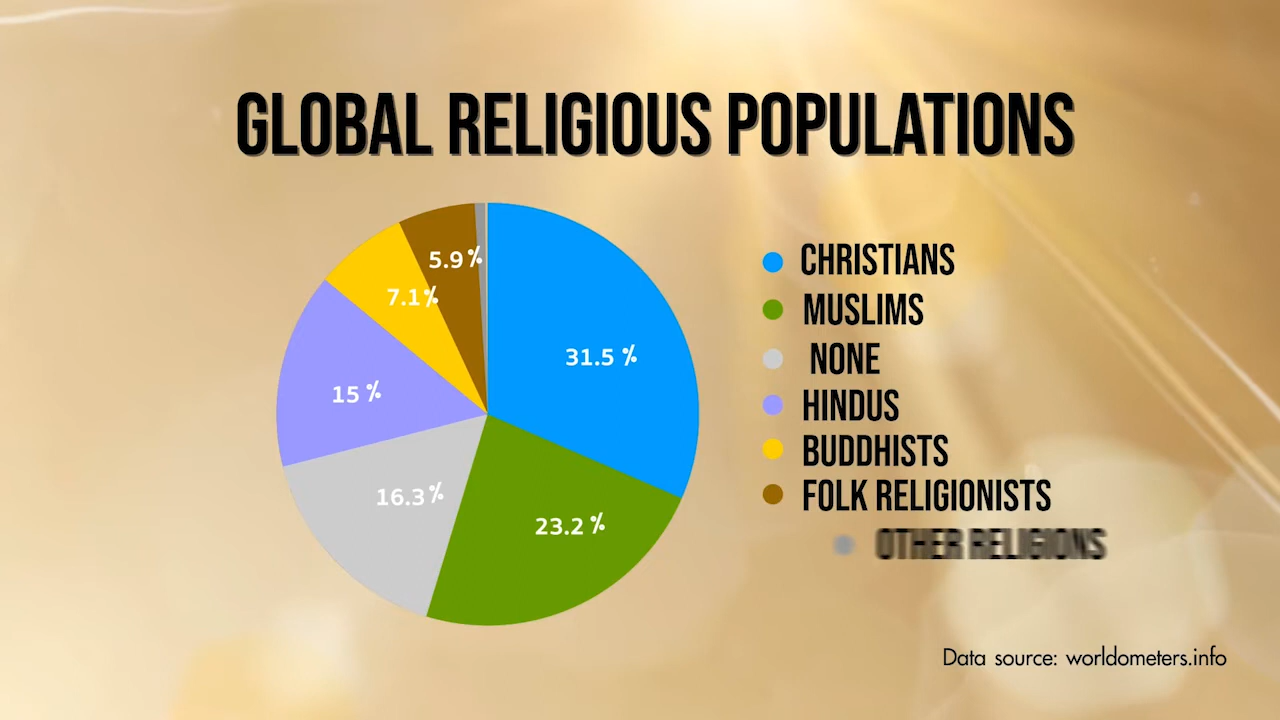 GLOBAL RELIGIOUS POPULATIONS
5.9%
7.1%
31.5 %
15 %
16.3%
23.2 %
CHRISTIANS
MUSLIMS
NONE
HINDUS
BUDDHISTS
FOLK RELIGIONISTS
OTHER RELIGIONS
Data source: worldometers.info